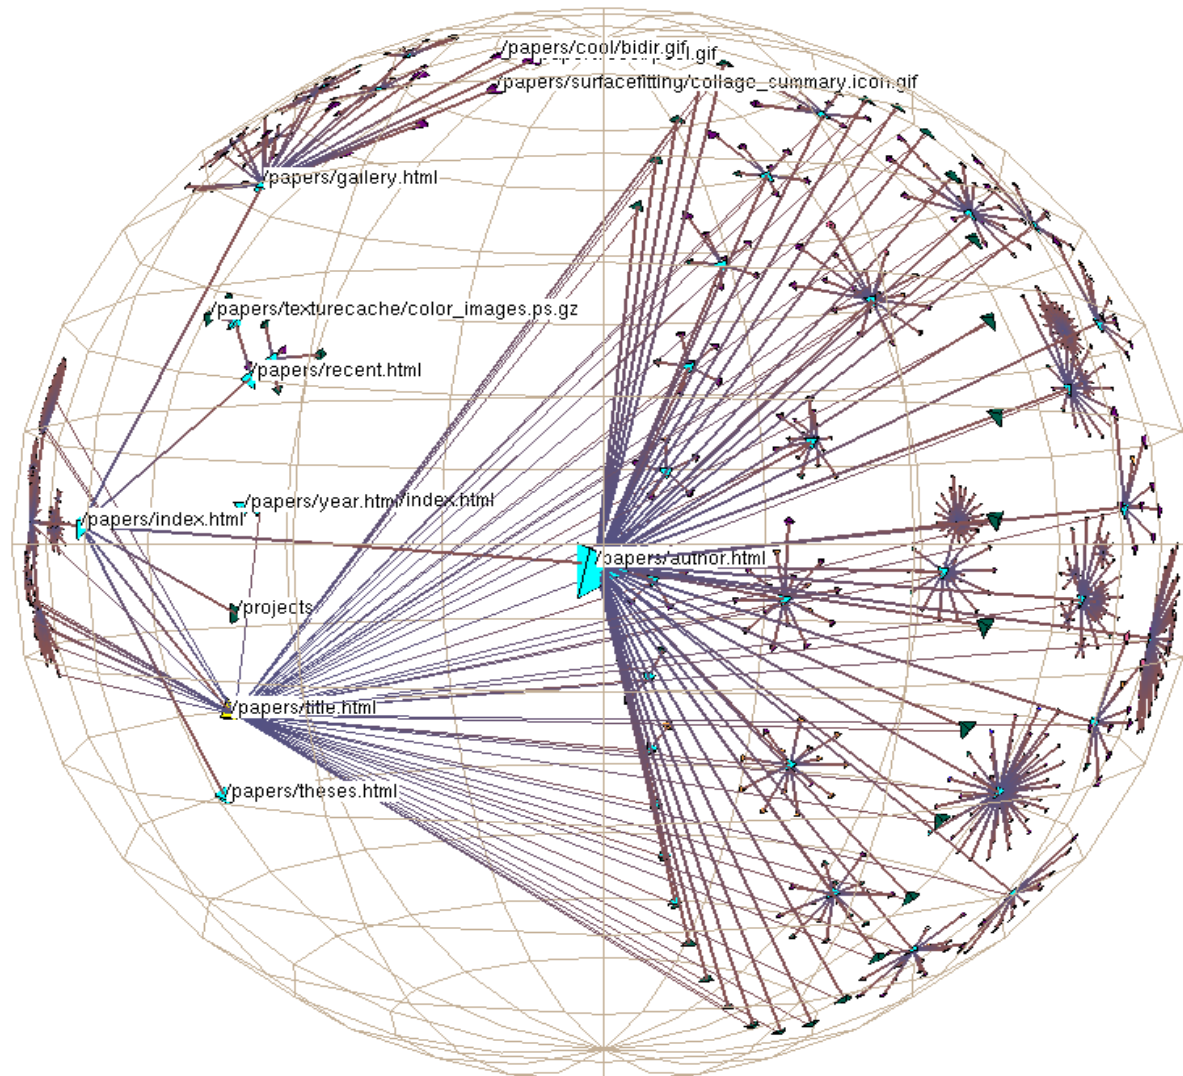 /papers/cool/bidir.gif
.gif
/papers/surfacefitting/collage_summary.icon.gif
/papers/gallery.html
/papers/texturecache/color_images.ps.gz
/papers/recent.html
/papers/year.html
/index.html
/papers/index.html
/papers/author.html
/projects
/papers/title.html
/papers/theses.html